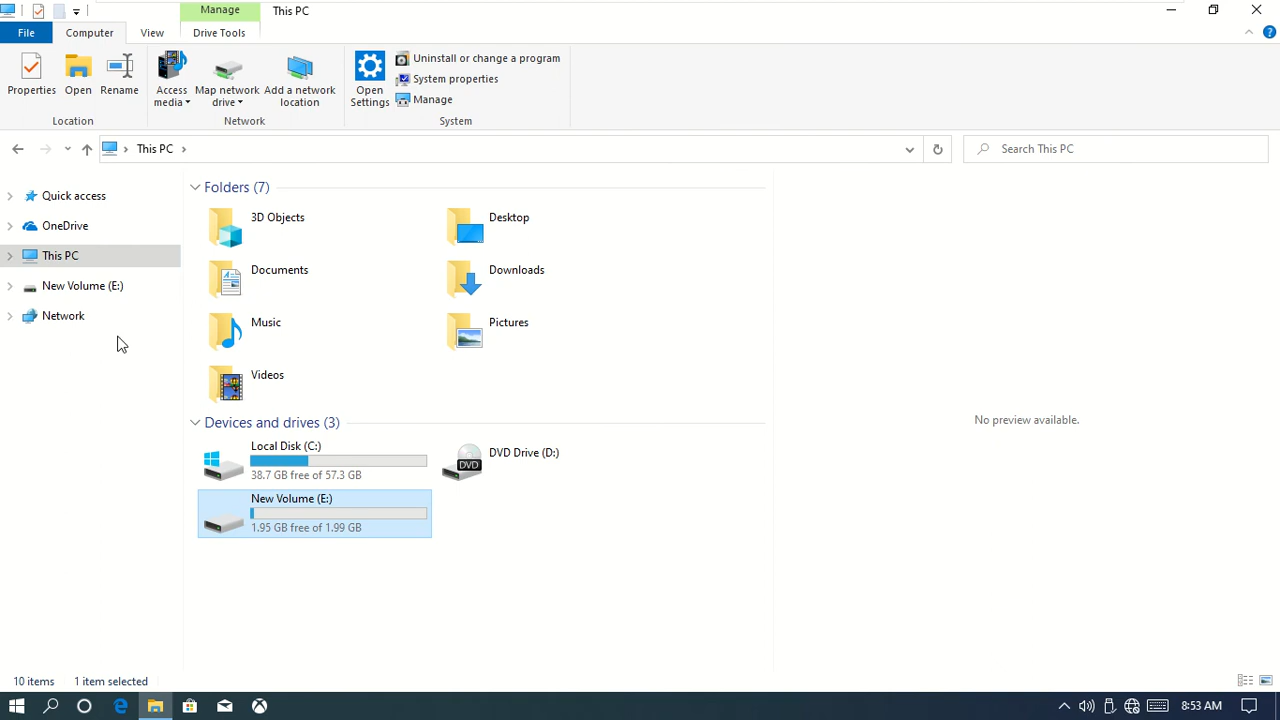 Manage
This PC
File
Computer
View
Drive Tools
Properties
Open
Rename
Access media
Map network drive
Add a network location
Open Settings
Uninstall or change a program
System properties
Manage
Location
Network
System
This PC
Search This PC
Quick access
OneDrive
This PC
New Volume (E:)
Network
Folders (7)
3D Objects
Desktop
Documents
Downloads
Music
Pictures
Videos
Devices and drives (3)
Local Disk (C:)
38.7 GB free of 57.3 GB
DVD
DVD Drive (D:)
New Volume (E:)
1.95 GB free of 1.99 GB
No preview available.
10 items
1 item selected
8:53 AM